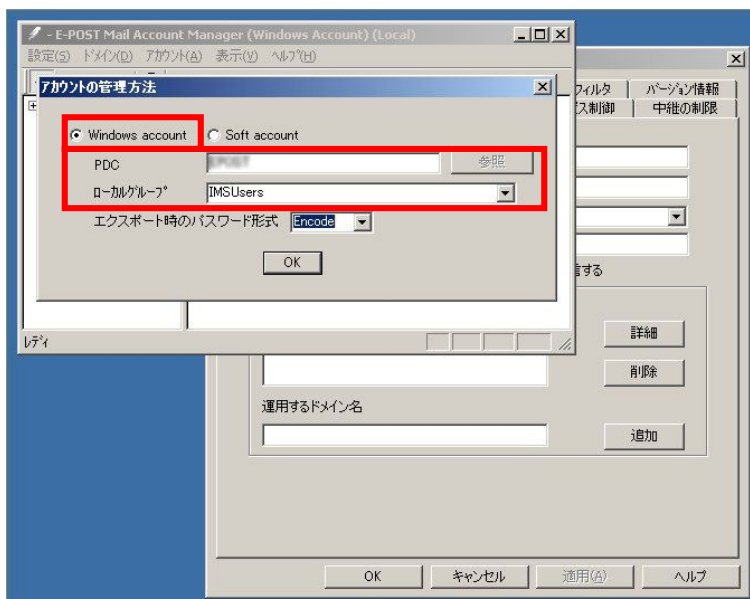 - E-POST Mail Account Manager (Windows Account) (Local)
設定(S) ドメイン(D) アカウント(A) 表示(V) ヘルプ(H)
アカウントの管理方法
Windows account Soft account
PDC 参照
ローカルグループ IMSUsers
エクスポート時のパスワード形式 Encode
OK
レディ
フィルタ バージョン情報
ス制御 中継の制限
する
詳細
削除
運用するドメイン名
追加
OK キャンセル 適用(A) ヘルプ